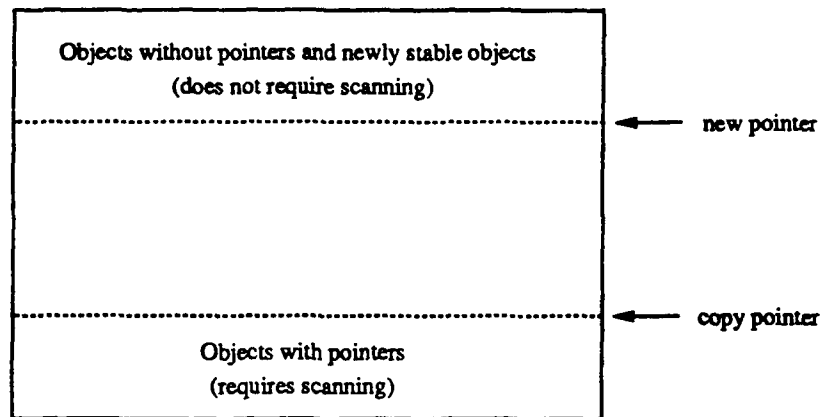 Objects without pointers and newly stable objects
(does not require scanning)
new pointer
copy pointer
Objects with pointers
(requires scanning)